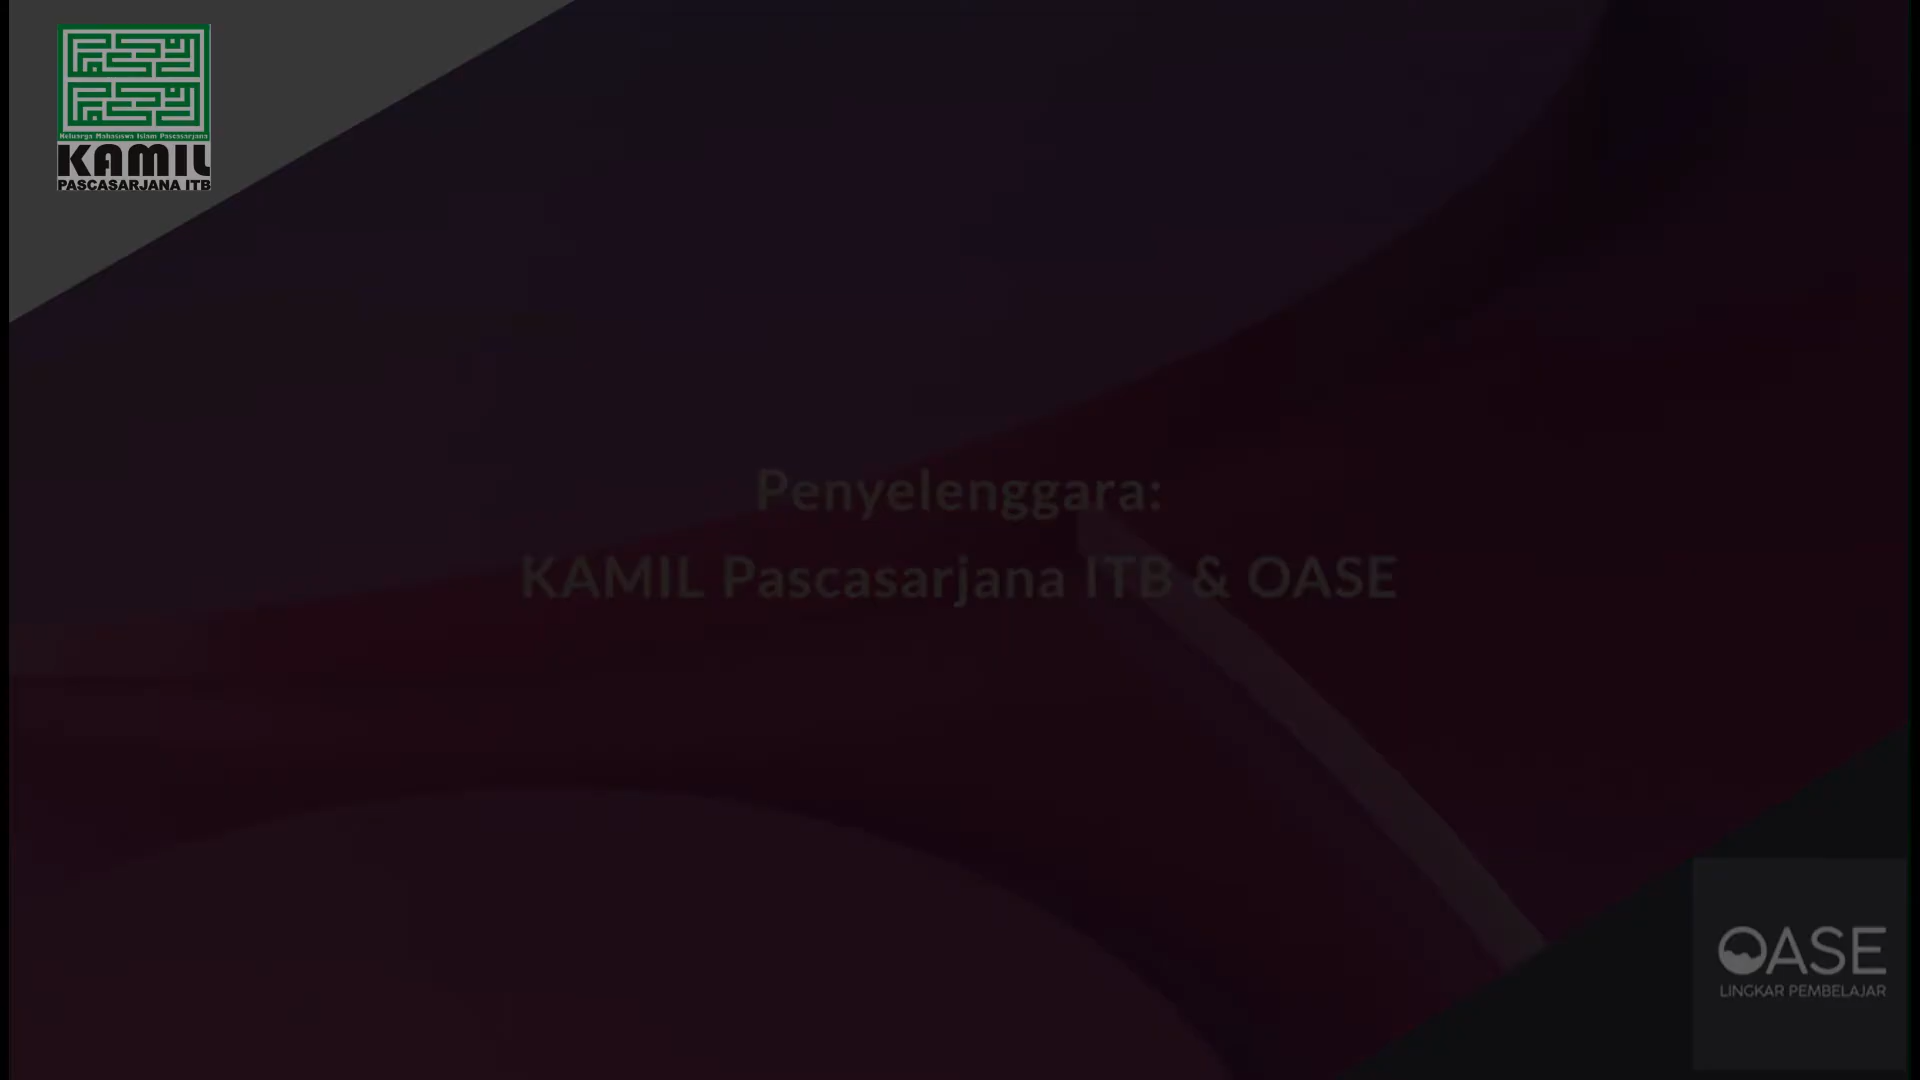 Keluarga Mahasiswa Islam Pascasarjana
KAMIL
PASCASARJANA ITB
Penyelenggara:
KAMIL Pascasarjana ITB & OASE
OASE
LINGKAR PEMBELAJAR